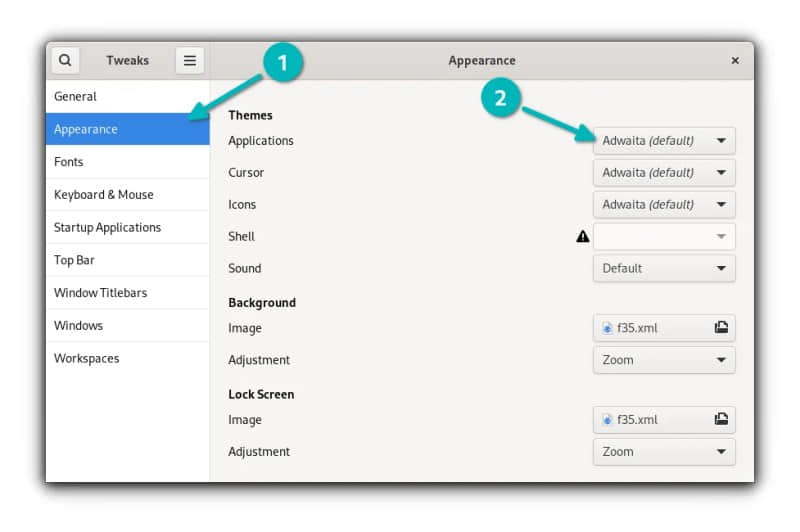 Tweaks
Appearance
×
1
2
General
Appearance
Fonts
Keyboard & Mouse
Startup Applications
Top Bar
Window Titlebars
Windows
Workspaces
Themes
Applications Adwaita (default)
Cursor Adwaita (default)
Icons Adwaita (default)
Shell
Sound Default
Background
Image f35.xml
Adjustment Zoom
Lock Screen
Image f35.xml
Adjustment Zoom